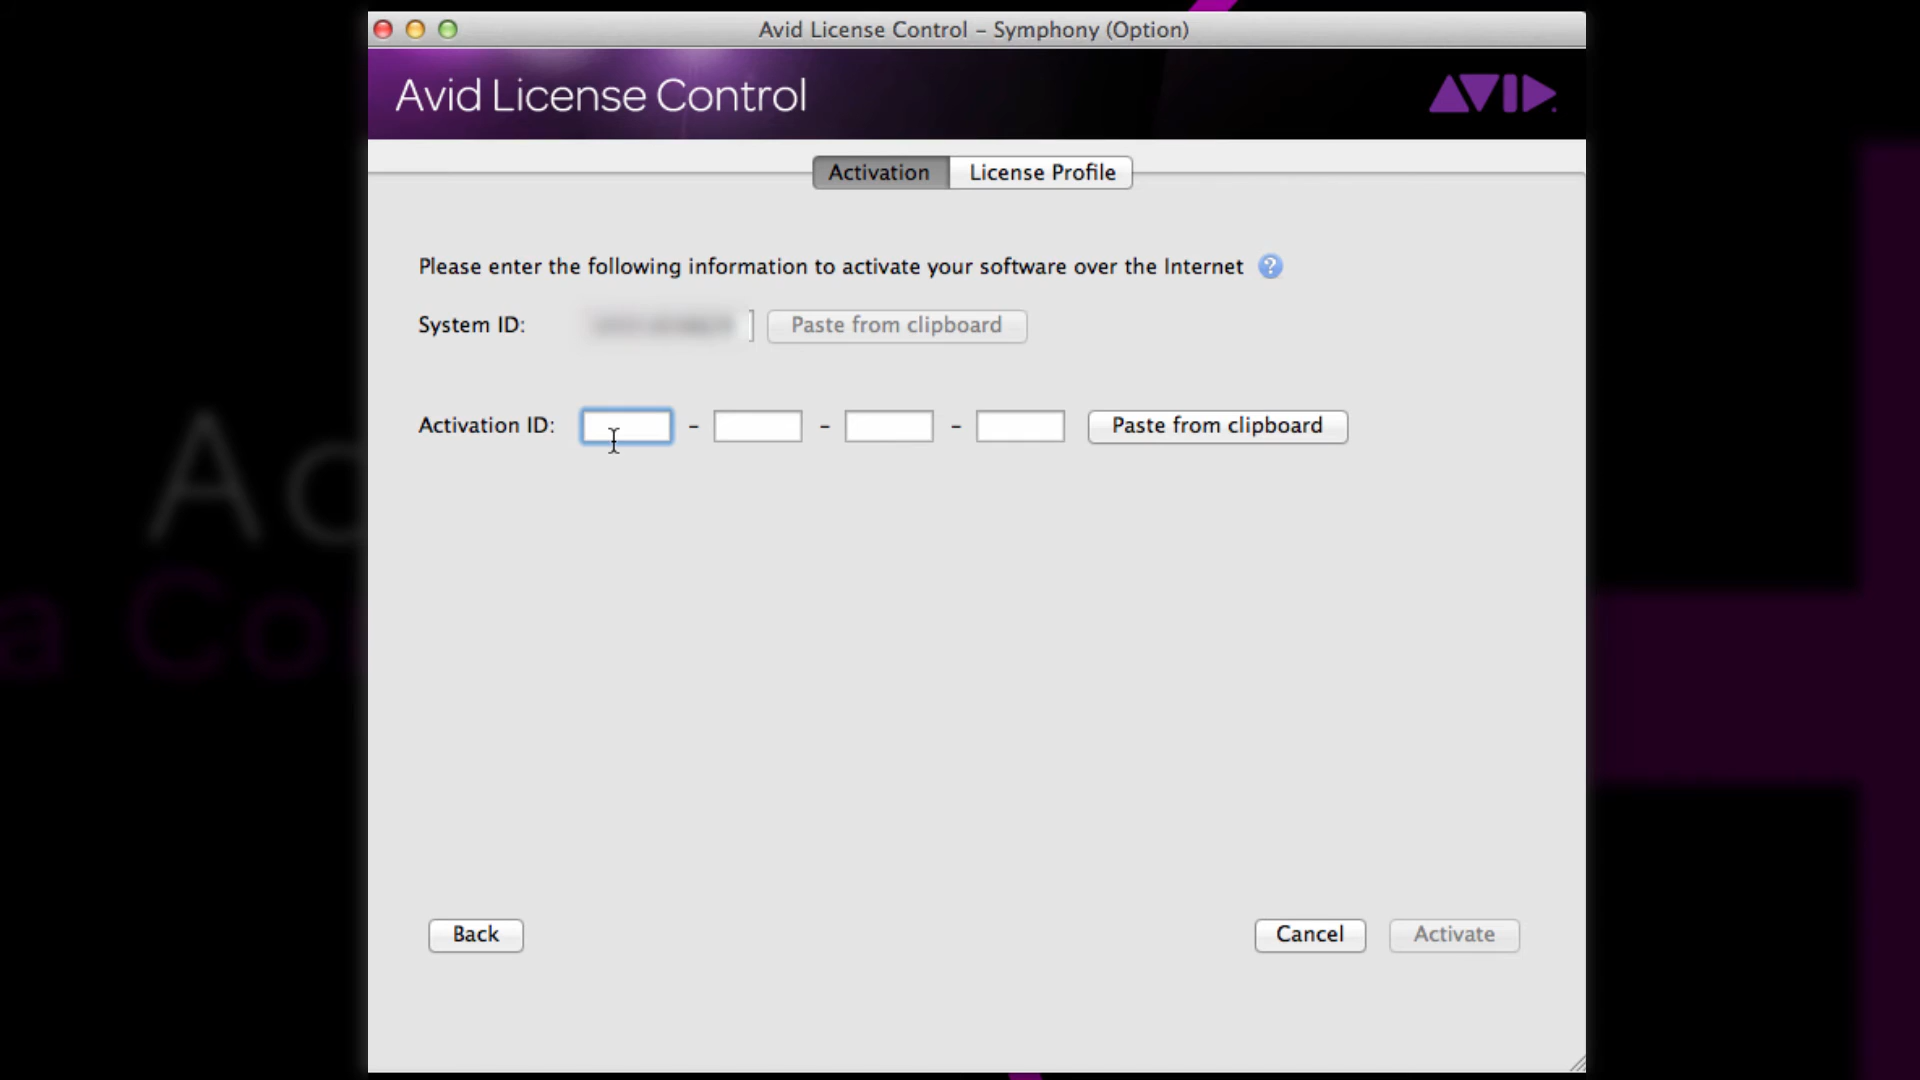 Avid License Control – Symphony (Option)
Avid License Control
AVID
Activation License Profile
Please enter the following information to activate your software over the Internet ?
System ID: Paste from clipboard
Activation ID: - - - Paste from clipboard
Back Cancel Activate